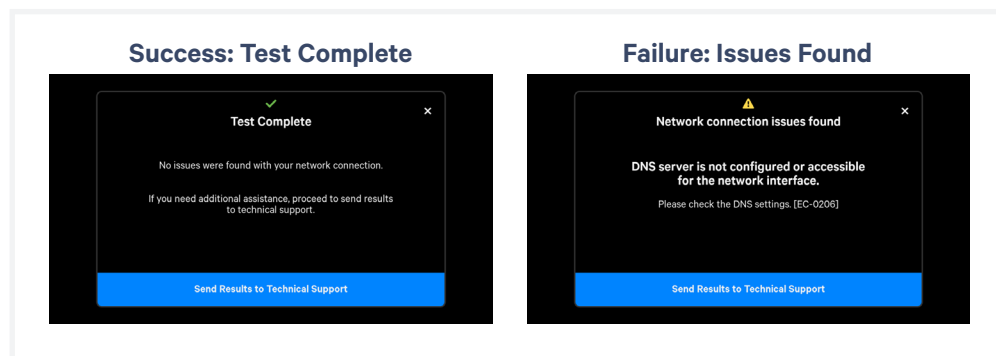 Success: Test Complete
Test Complete
×
No issues were found with your network connection.
If you need additional assistance, proceed to send results
to technical support.
Send Results to Technical Support
Failure: Issues Found
Network connection issues found
×
DNS server is not configured or accessible
for the network interface.
Please check the DNS settings. [EC-0206]
Send Results to Technical Support